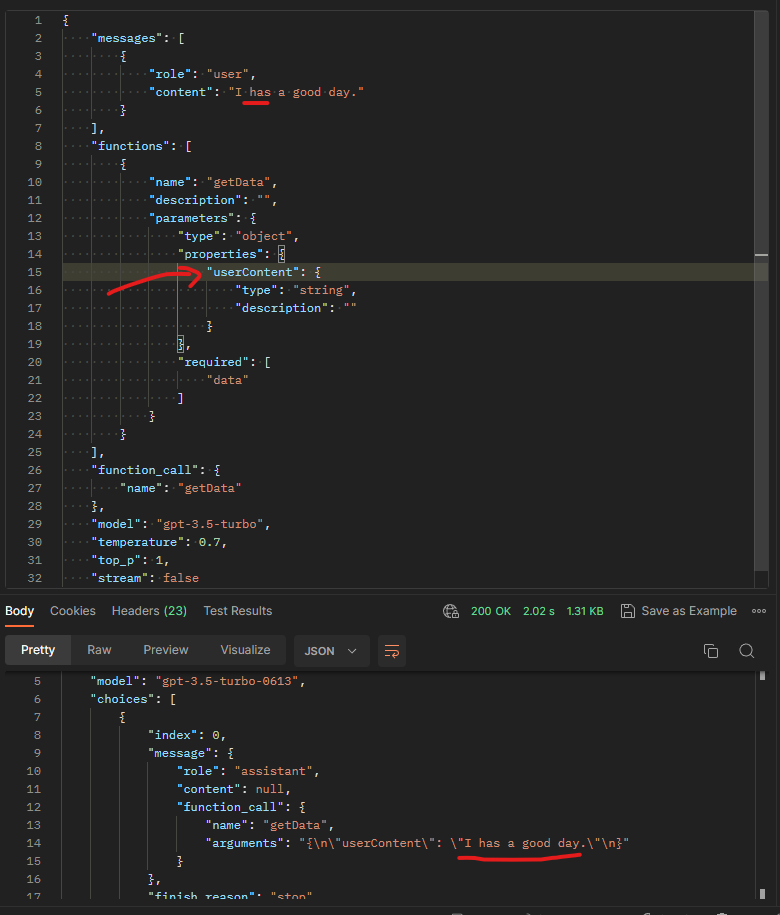 1 {
2 "messages": [
3 {
4 "role": "user",
5 "content": "I has a good day."
6 }
7 ],
8 "functions": [
9 {
10 "name": "getData",
11 "description": "",
12 "parameters": {
13 "type": "object",
14 "properties": {
15 "userContent": {
16 "type": "string",
17 "description": ""
18 }
19 },
20 "required": [
21 "data"
22 ]
23 }
24 }
25 ],
26 "function_call": {
27 "name": "getData"
28 },
29 "model": "gpt-3.5-turbo",
30 "temperature": 0.7,
31 "top_p": 1,
32 "stream": false
Body Cookies Headers (23) Test Results 200 OK 2.02 s 1.31 KB Save as Example
Pretty Raw Preview Visualize JSON
5 "model": "gpt-3.5-turbo-0613",
6 "choices": [
7 {
8 "index": 0,
9 "message": {
10 "role": "assistant",
11 "content": null,
12 "function_call": {
13 "name": "getData",
14 "arguments": "{\n\"userContent\": \"I has a good day.\"\n}"
15 }
16 },
17 "finish_reason": "stop"